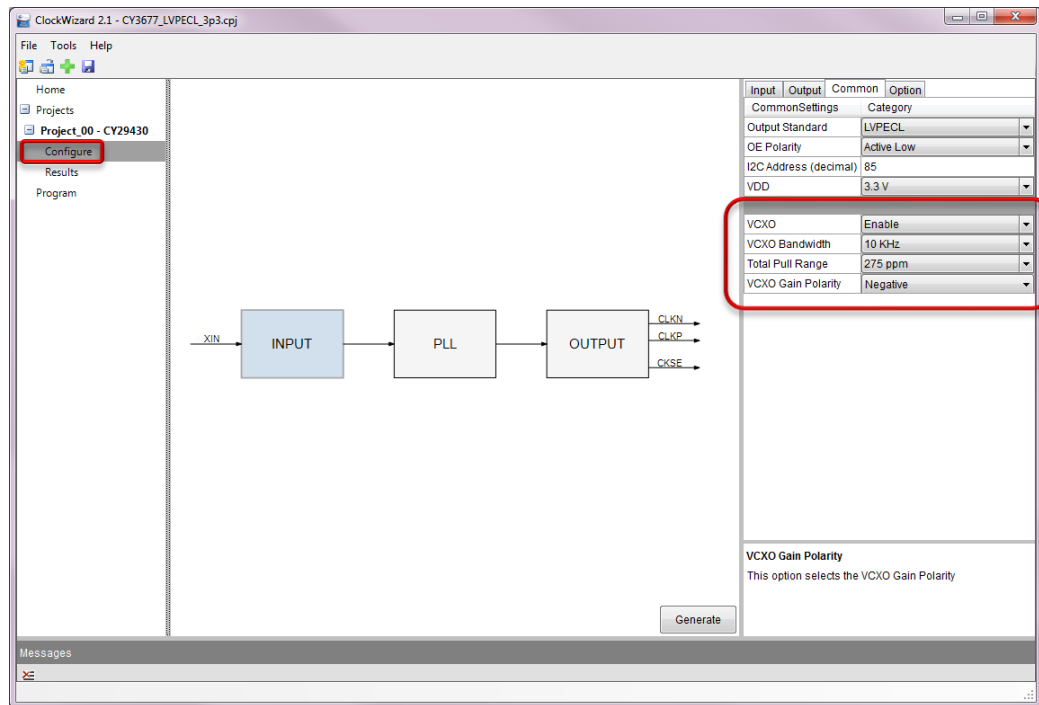 ClockWizard 2.1 - CY3677_LVPECL_3p3.cpj
File Tools Help
Home
Projects
Project_00 - CY29430
Configure
Results
Program
XIN
INPUT
PLL
OUTPUT
CLKN
CLKP
CKSE
Generate
Input Output Common Option
CommonSettings Category
Output Standard LVPECL
OE Polarity Active Low
I2C Address (decimal) 85
VDD 3.3 V
VCXO Enable
VCXO Bandwidth 10 KHz
Total Pull Range 275 ppm
VCXO Gain Polarity Negative
VCXO Gain Polarity
This option selects the VCXO Gain Polarity
Messages